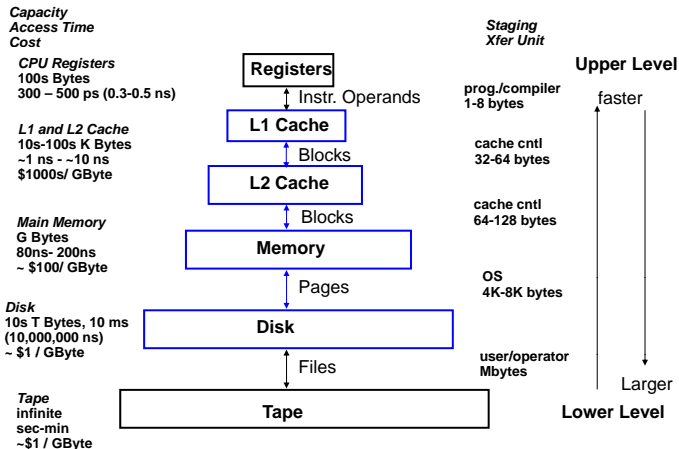 Capacity
Access Time
Cost
Staging
Xfer Unit
CPU Registers
100s Bytes
300 – 500 ps (0.3-0.5 ns)
Registers
Instr. Operands
prog./compiler
1-8 bytes
Upper Level
faster
L1 and L2 Cache
10s-100s K Bytes
~1 ns - ~10 ns
$1000s/ GByte
L1 Cache
Blocks
cache cntl
32-64 bytes
L2 Cache
Blocks
cache cntl
64-128 bytes
Main Memory
G Bytes
80ns- 200ns
~ $100/ GByte
Memory
Pages
OS
4K-8K bytes
Disk
10s T Bytes, 10 ms
(10,000,000 ns)
~ $1 / GByte
Disk
Files
user/operator
Mbytes
Larger
Tape
infinite
sec-min
~$1 / GByte
Tape
Lower Level